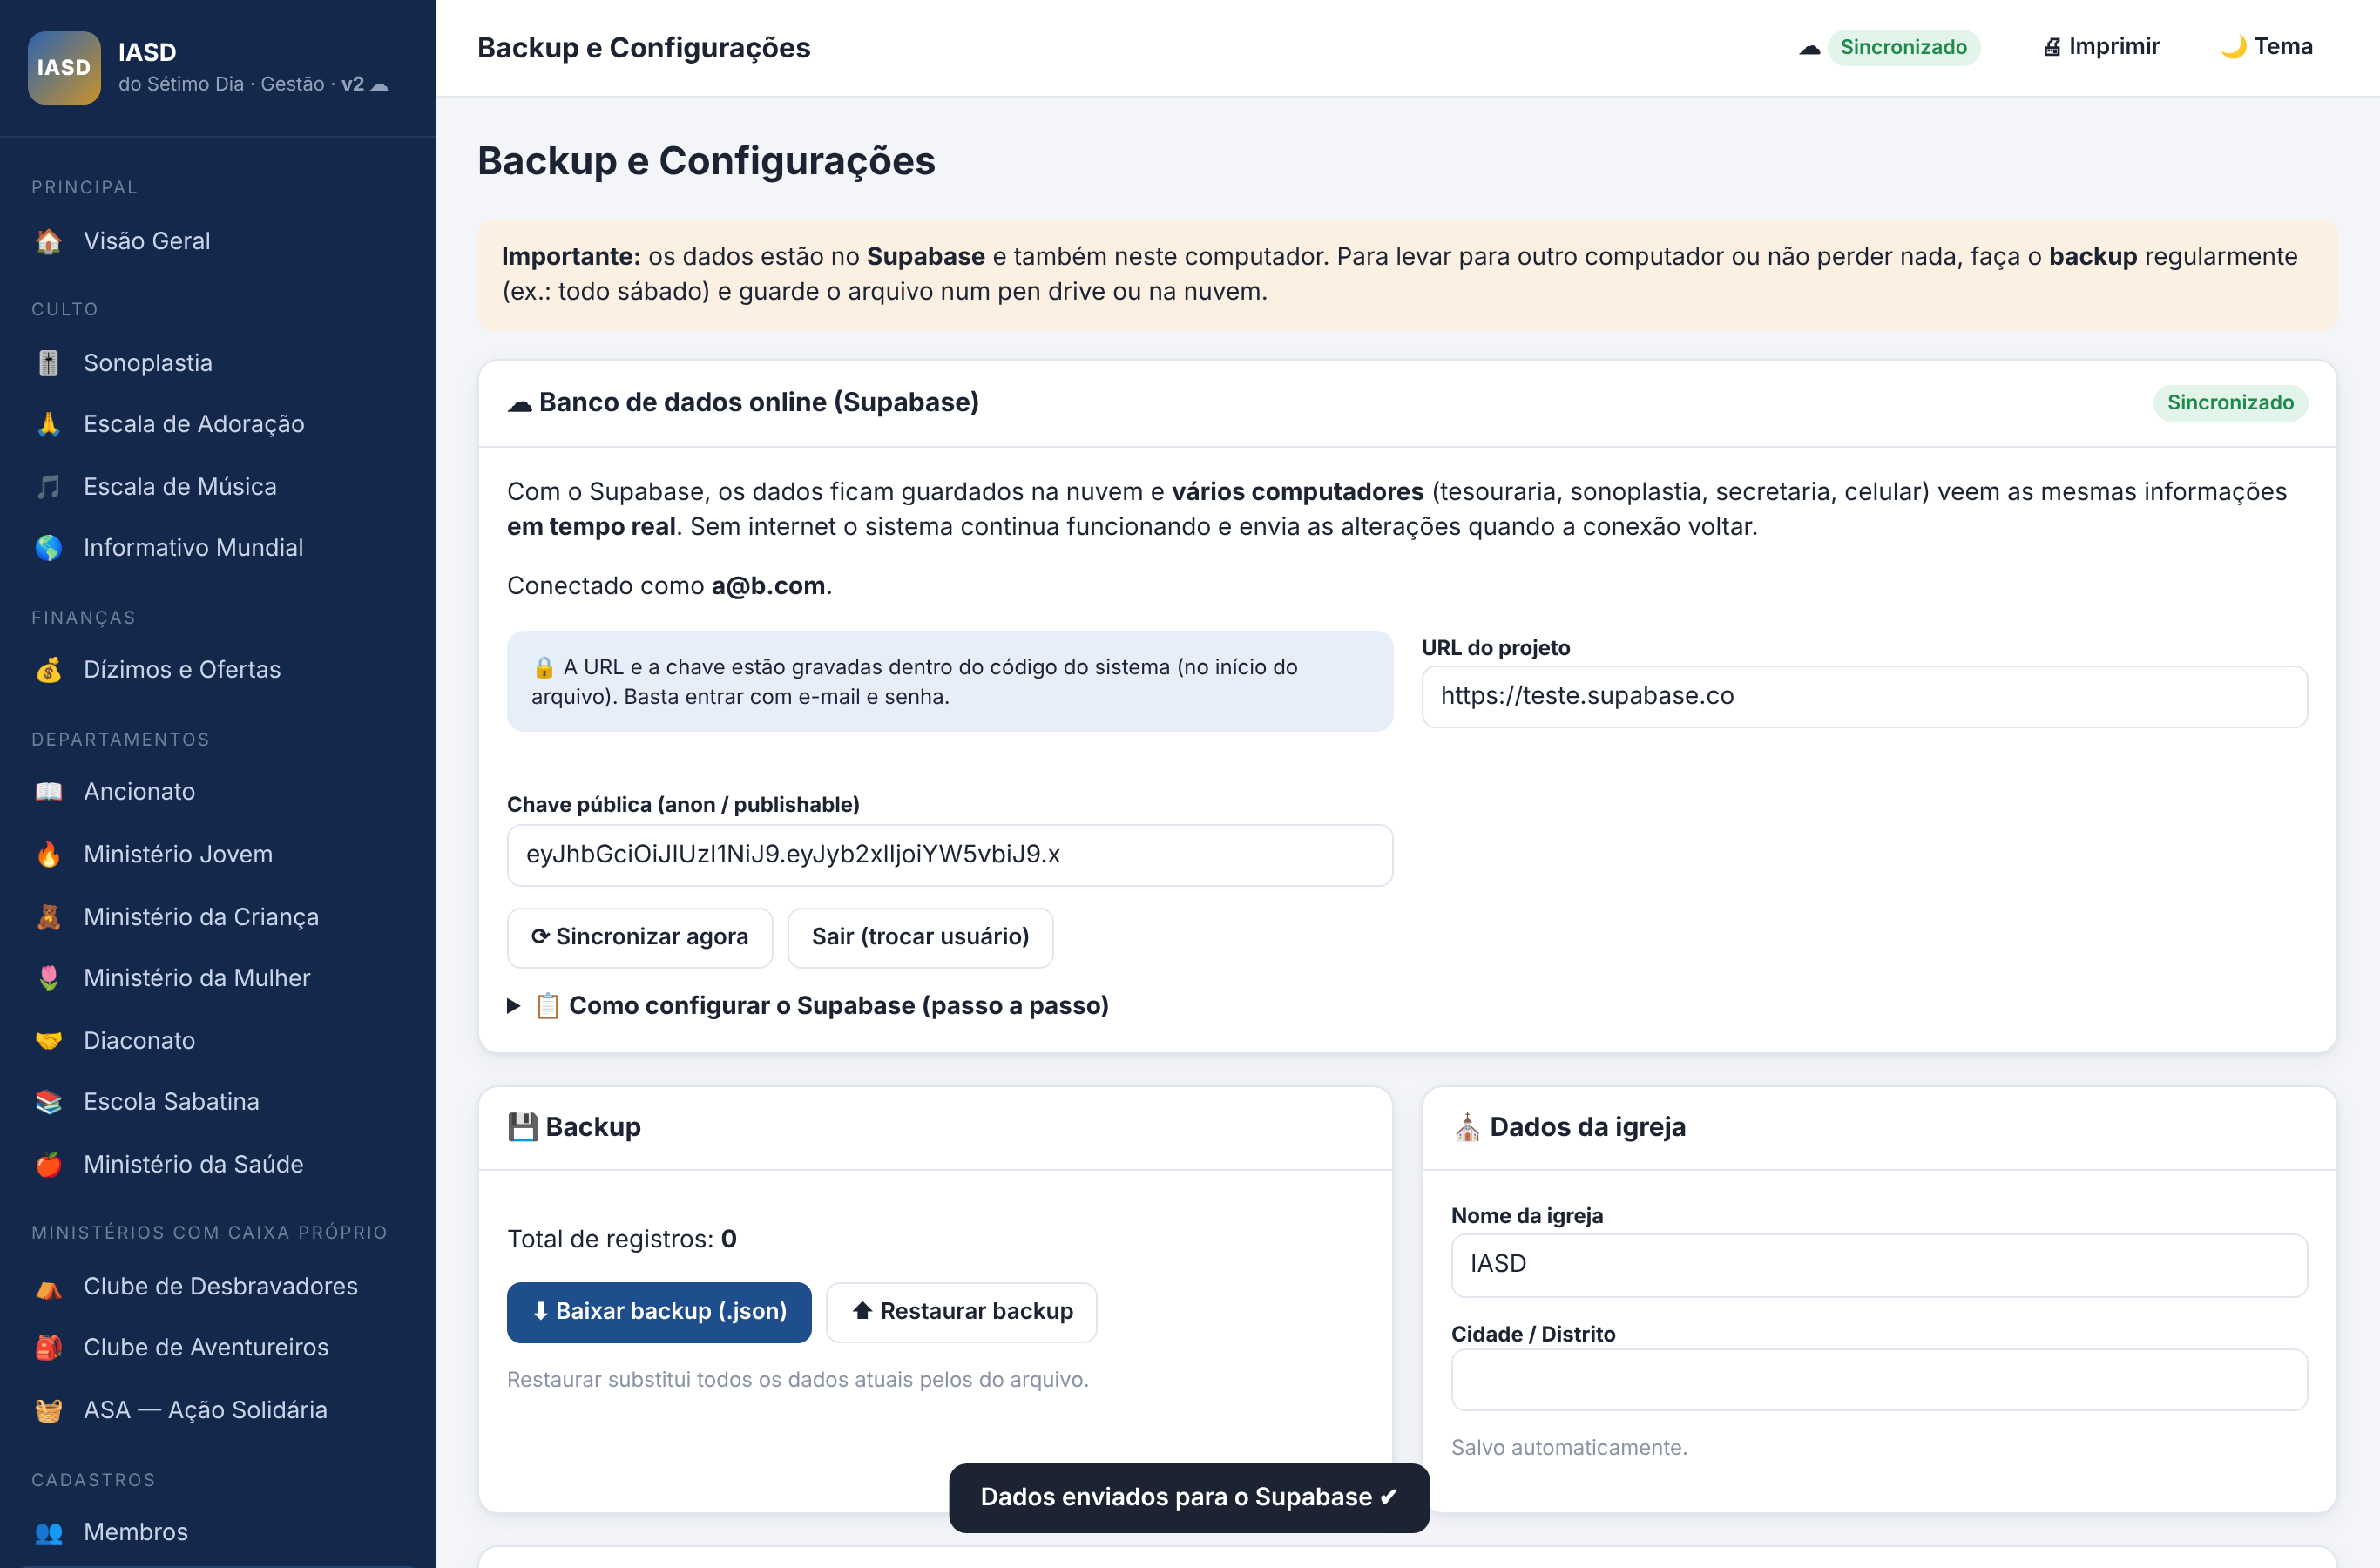 IASD
IASD
do Sétimo Dia · Gestão · v2 ☁
PRINCIPAL
🏠 Visão Geral
CULTO
🎚 Sonoplastia
🙏 Escala de Adoração
🎵 Escala de Música
🌎 Informativo Mundial
FINANÇAS
💰 Dízimos e Ofertas
DEPARTAMENTOS
📖 Ancionato
🔥 Ministério Jovem
🧸 Ministério da Criança
🌷 Ministério da Mulher
🤝 Diaconato
📚 Escola Sabatina
🍎 Ministério da Saúde
MINISTÉRIOS COM CAIXA PRÓPRIO
⛺ Clube de Desbravadores
🎒 Clube de Aventureiros
🧺 ASA — Ação Solidária
CADASTROS
👥 Membros
Backup e Configurações
☁ Sincronizado
🖨 Imprimir
🌙 Tema
Backup e Configurações
Importante: os dados estão no Supabase e também neste computador. Para levar para outro computador ou não perder nada, faça o backup regularmente
(ex.: todo sábado) e guarde o arquivo num pen drive ou na nuvem.
☁ Banco de dados online (Supabase)
Sincronizado
Com o Supabase, os dados ficam guardados na nuvem e vários computadores (tesouraria, sonoplastia, secretaria, celular) veem as mesmas informações
em tempo real. Sem internet o sistema continua funcionando e envia as alterações quando a conexão voltar.
Conectado como a@b.com.
🔒 A URL e a chave estão gravadas dentro do código do sistema (no início do
arquivo). Basta entrar com e-mail e senha.
URL do projeto
https://teste.supabase.co
Chave pública (anon / publishable)
eyJhbGciOiJIUzI1NiJ9.eyJyb2xlIjoiYW5vbiJ9.x
⟳ Sincronizar agora
Sair (trocar usuário)
▶ 📋 Como configurar o Supabase (passo a passo)
💾 Backup
Total de registros: 0
⬇ Baixar backup (.json)
⬆ Restaurar backup
Restaurar substitui todos os dados atuais pelos do arquivo.
⛪ Dados da igreja
Nome da igreja
IASD
Cidade / Distrito
Salvo automaticamente.
Dados enviados para o Supabase ✔